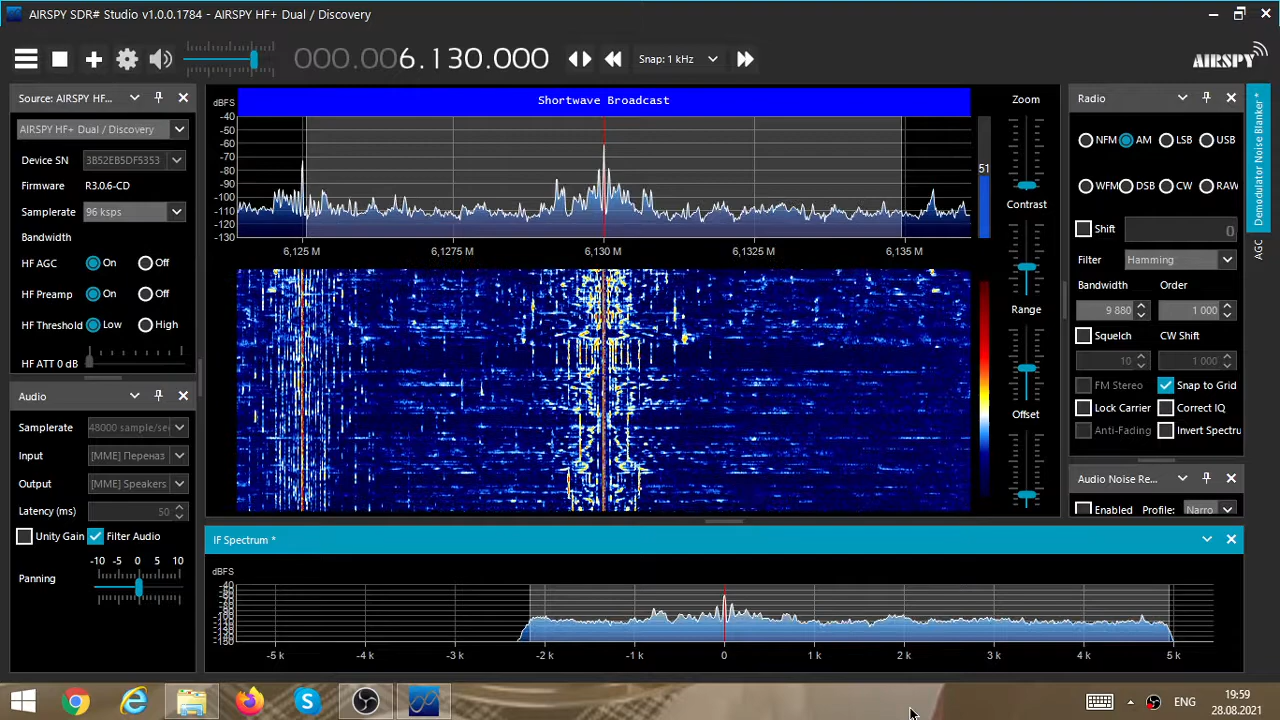 AIRSPY SDR# Studio v1.0.0.1784 - AIRSPY HF+ Dual / Discovery
000.006.130.000
Snap: 1 kHz
AIRSPY
Source: AIRSPY HF...
AIRSPY HF+ Dual / Discovery
Device SN 3B52EB5DF5933
Firmware R3.0.6-CD
Samplerate 96 ksps
Bandwidth
HF AGC On Off
HF Preamp On Off
HF Threshold Low High
HF ATT 0 dB
Audio
Samplerate 48000 sample/sec
Input [MME] Переназ
Output [MME] Speakers
Latency (ms) 50
Unity Gain Filter Audio
-10 -5 0 5 10
Panning
dBFS
Shortwave Broadcast
-40
-50
-60
-70
-80
-90
-100
-110
-120
-130
51
6,125 6,1275 M 6,130 M 6,1325 M 6,135 M
Zoom
Contrast
Range
Offset
Radio
NFM AM LSB USB
WFM DSB CW RAW
Shift 0
Filter Hamming
Bandwidth Order
9 880 1 000
Squelch CW Shift
10 1 000
FM Stereo Snap to Grid
Lock Carrier Correct IQ
Anti-Fading Invert Spectru
Audio Noise Re...
Enabled Profile: Narro
Demodulator Noise Blanker *
AGC
IF Spectrum *
dBFS
-40
-5 k -4 k -3 k -2 k -1 k 0 1 k 2 k 3 k 4 k 5 k
ENG
19:59
28.08.2021